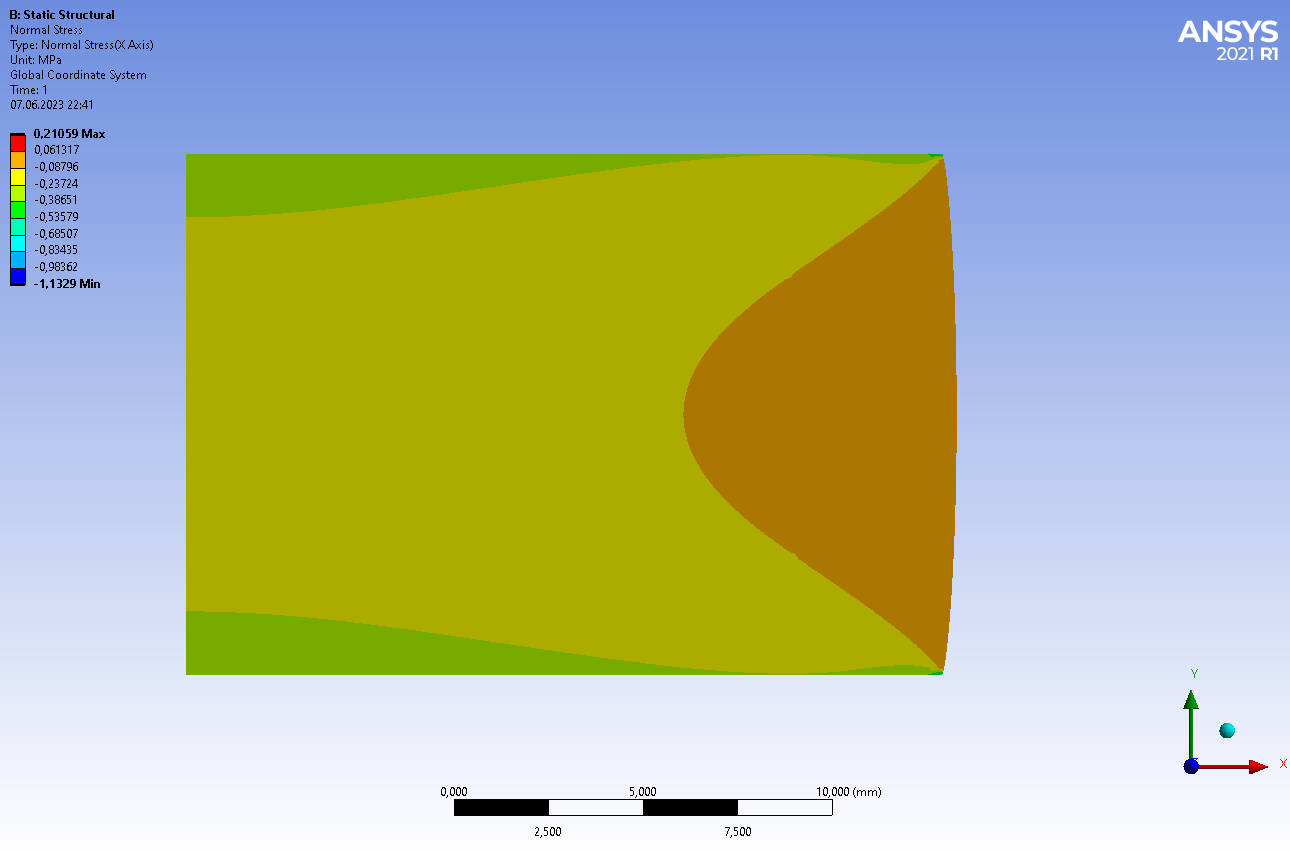 B: Static Structural
Normal Stress
Type: Normal Stress(X Axis)
Unit: MPa
Global Coordinate System
Time: 1
07.06.2023 22:41
0,21059 Max
0,061317
-0,08796
-0,23724
-0,38651
-0,53579
-0,68507
-0,83435
-0,98362
-1,1329 Min
ANSYS
2021 R1
Y
X
0,000 5,000 10,000 (mm)
2,500 7,500